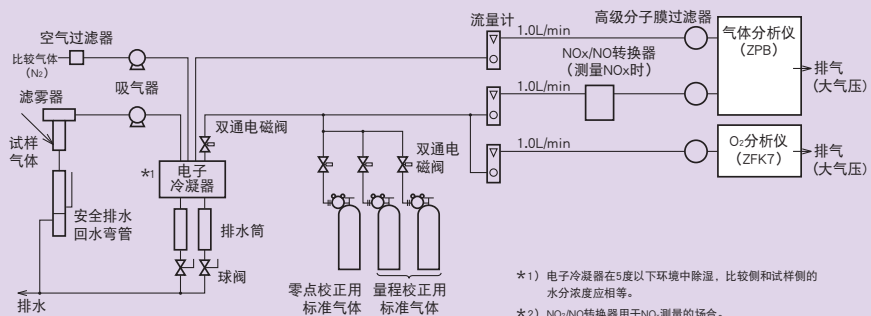 流量计
高级分子膜过滤器
空气过滤器
比较气体
（N₂）
吸气器
滤雾器
试样
气体
安全排水
回水弯管
排水
双通电磁阀
*1
电子
冷凝器
排水筒
球阀
双通电
磁阀
零点校正用
标准气体
量程校正用
标准气体
1.0L/min
1.0L/min
1.0L/min
NOx/NO转换器
（测量NOx时）
气体分析仪
(ZPB)
排气
(大气压)
O₂分析仪
(ZFK7)
排气
(大气压)
*1）电子冷凝器在5度以下环境中除湿，比较侧和试样侧的
水分浓度应相等。
*2）NO₂/NO转换器用于NOₓ测量的场合。